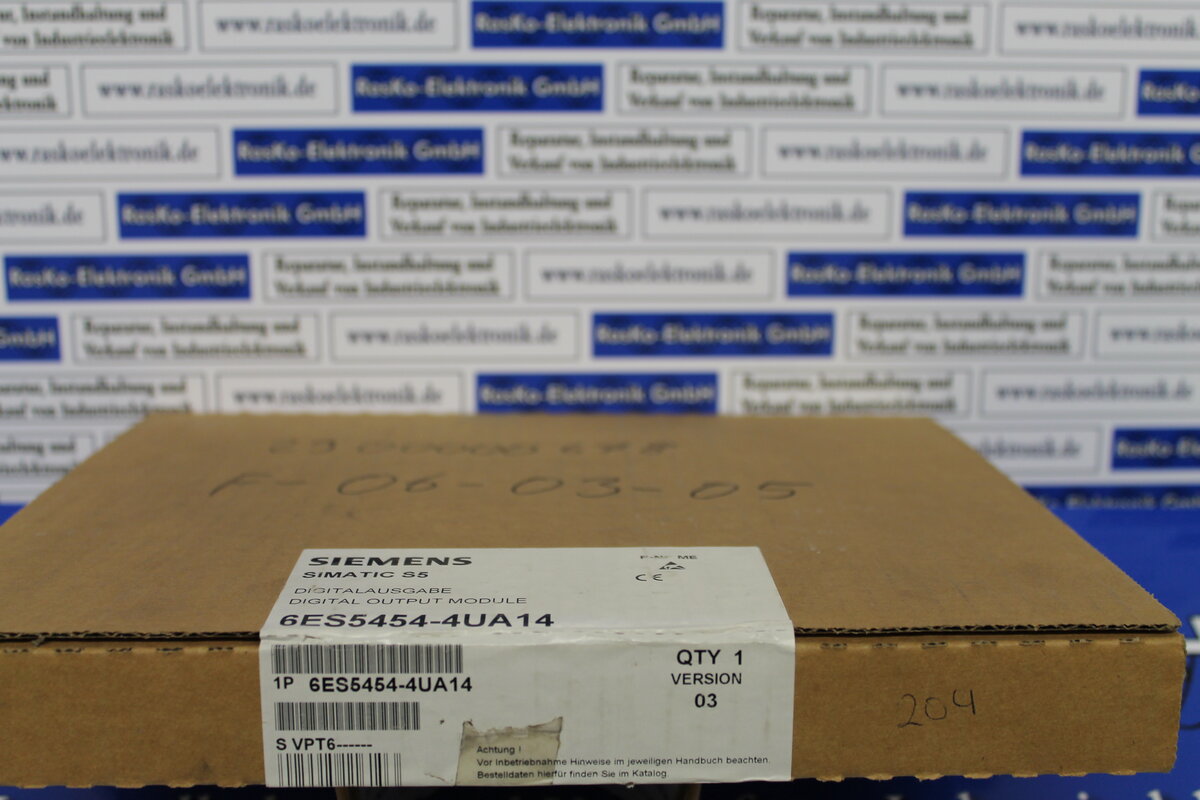 Reparatur, Instandhaltung und
Verkauf von Industrieelektronik
www.raskoelektronik.de
RosKo-Elektronik GmbH
F- 06-03-05
SIEMENS
SIMATIC S5
DIGITALAUSGABE
DIGITAL OUTPUT MODULE
6ES5454-4UA14
CE
1P 6ES5454-4UA14
S VPT6------
QTY 1
VERSION
03
Achtung !
Vor Inbetriebnahme Hinweise im jeweiligen Handbuch beachten.
Bestelldaten hierfür finden Sie im Katalog.
204